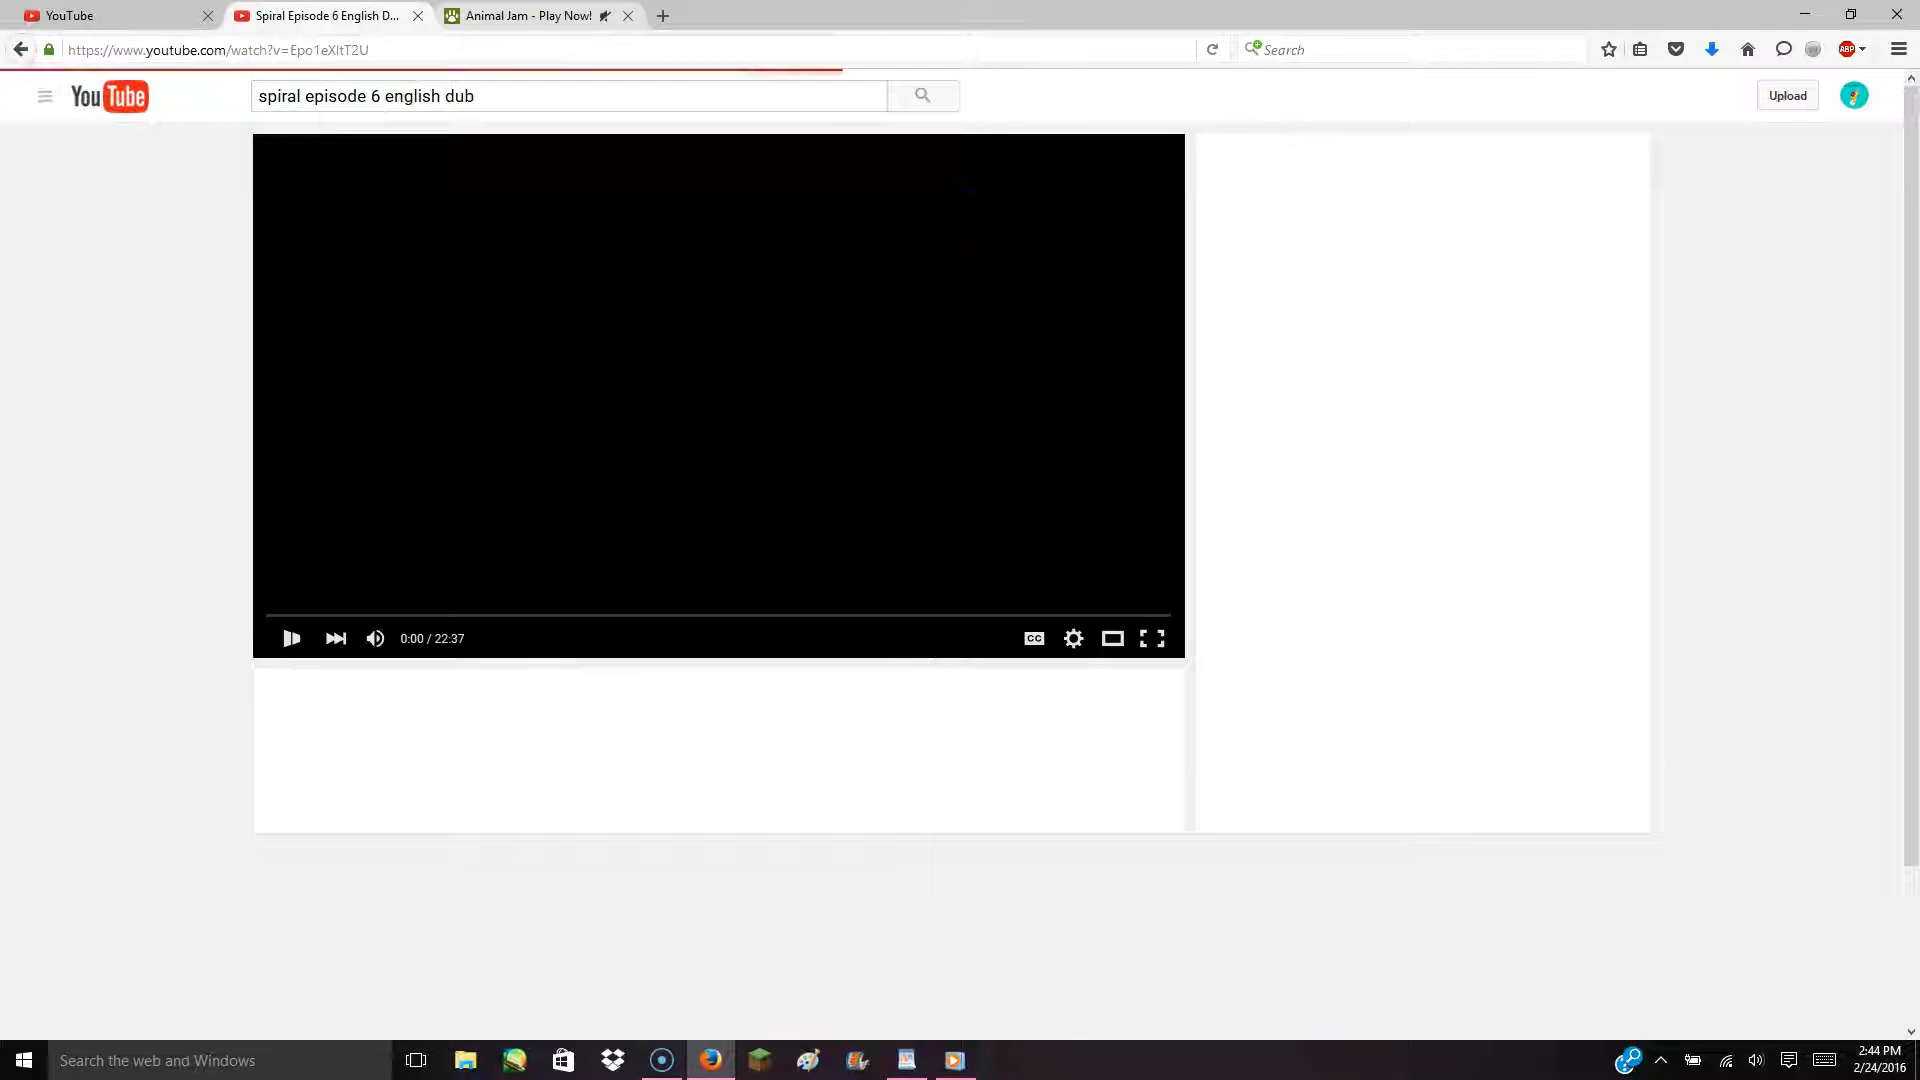 YouTube
Spiral Episode 6 English D...
Animal Jam - Play Now!
https://www.youtube.com/watch?v=Epo1eXltT2U
Search
ABP
YouTube
spiral episode 6 english dub
Upload
0:00 / 22:37
CC
Search the web and Windows
2:44 PM
2/24/2016